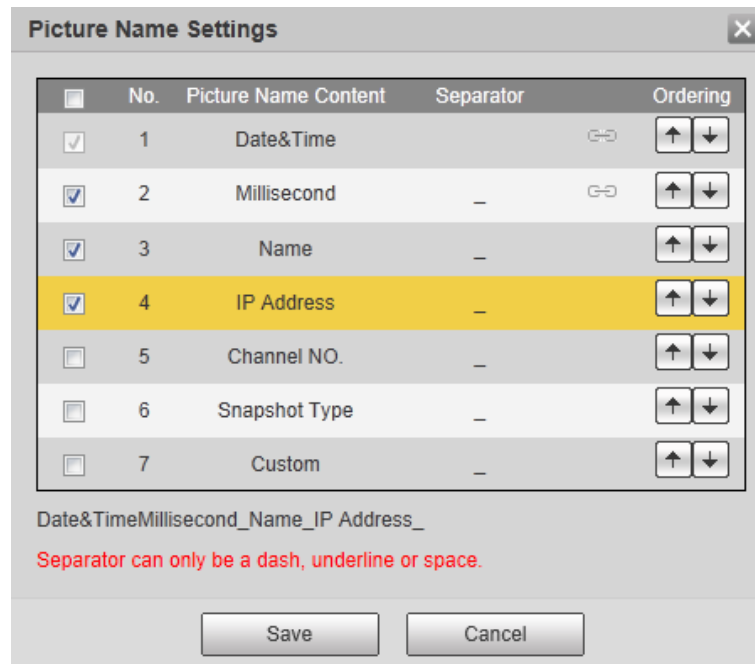 Picture Name Settings
No. Picture Name Content Separator Ordering
1 Date&Time
2 Millisecond _
3 Name _
4 IP Address _
5 Channel NO. _
6 Snapshot Type _
7 Custom _
Date&TimeMillisecond_Name_IP Address_
Separator can only be a dash, underline or space.
Save Cancel